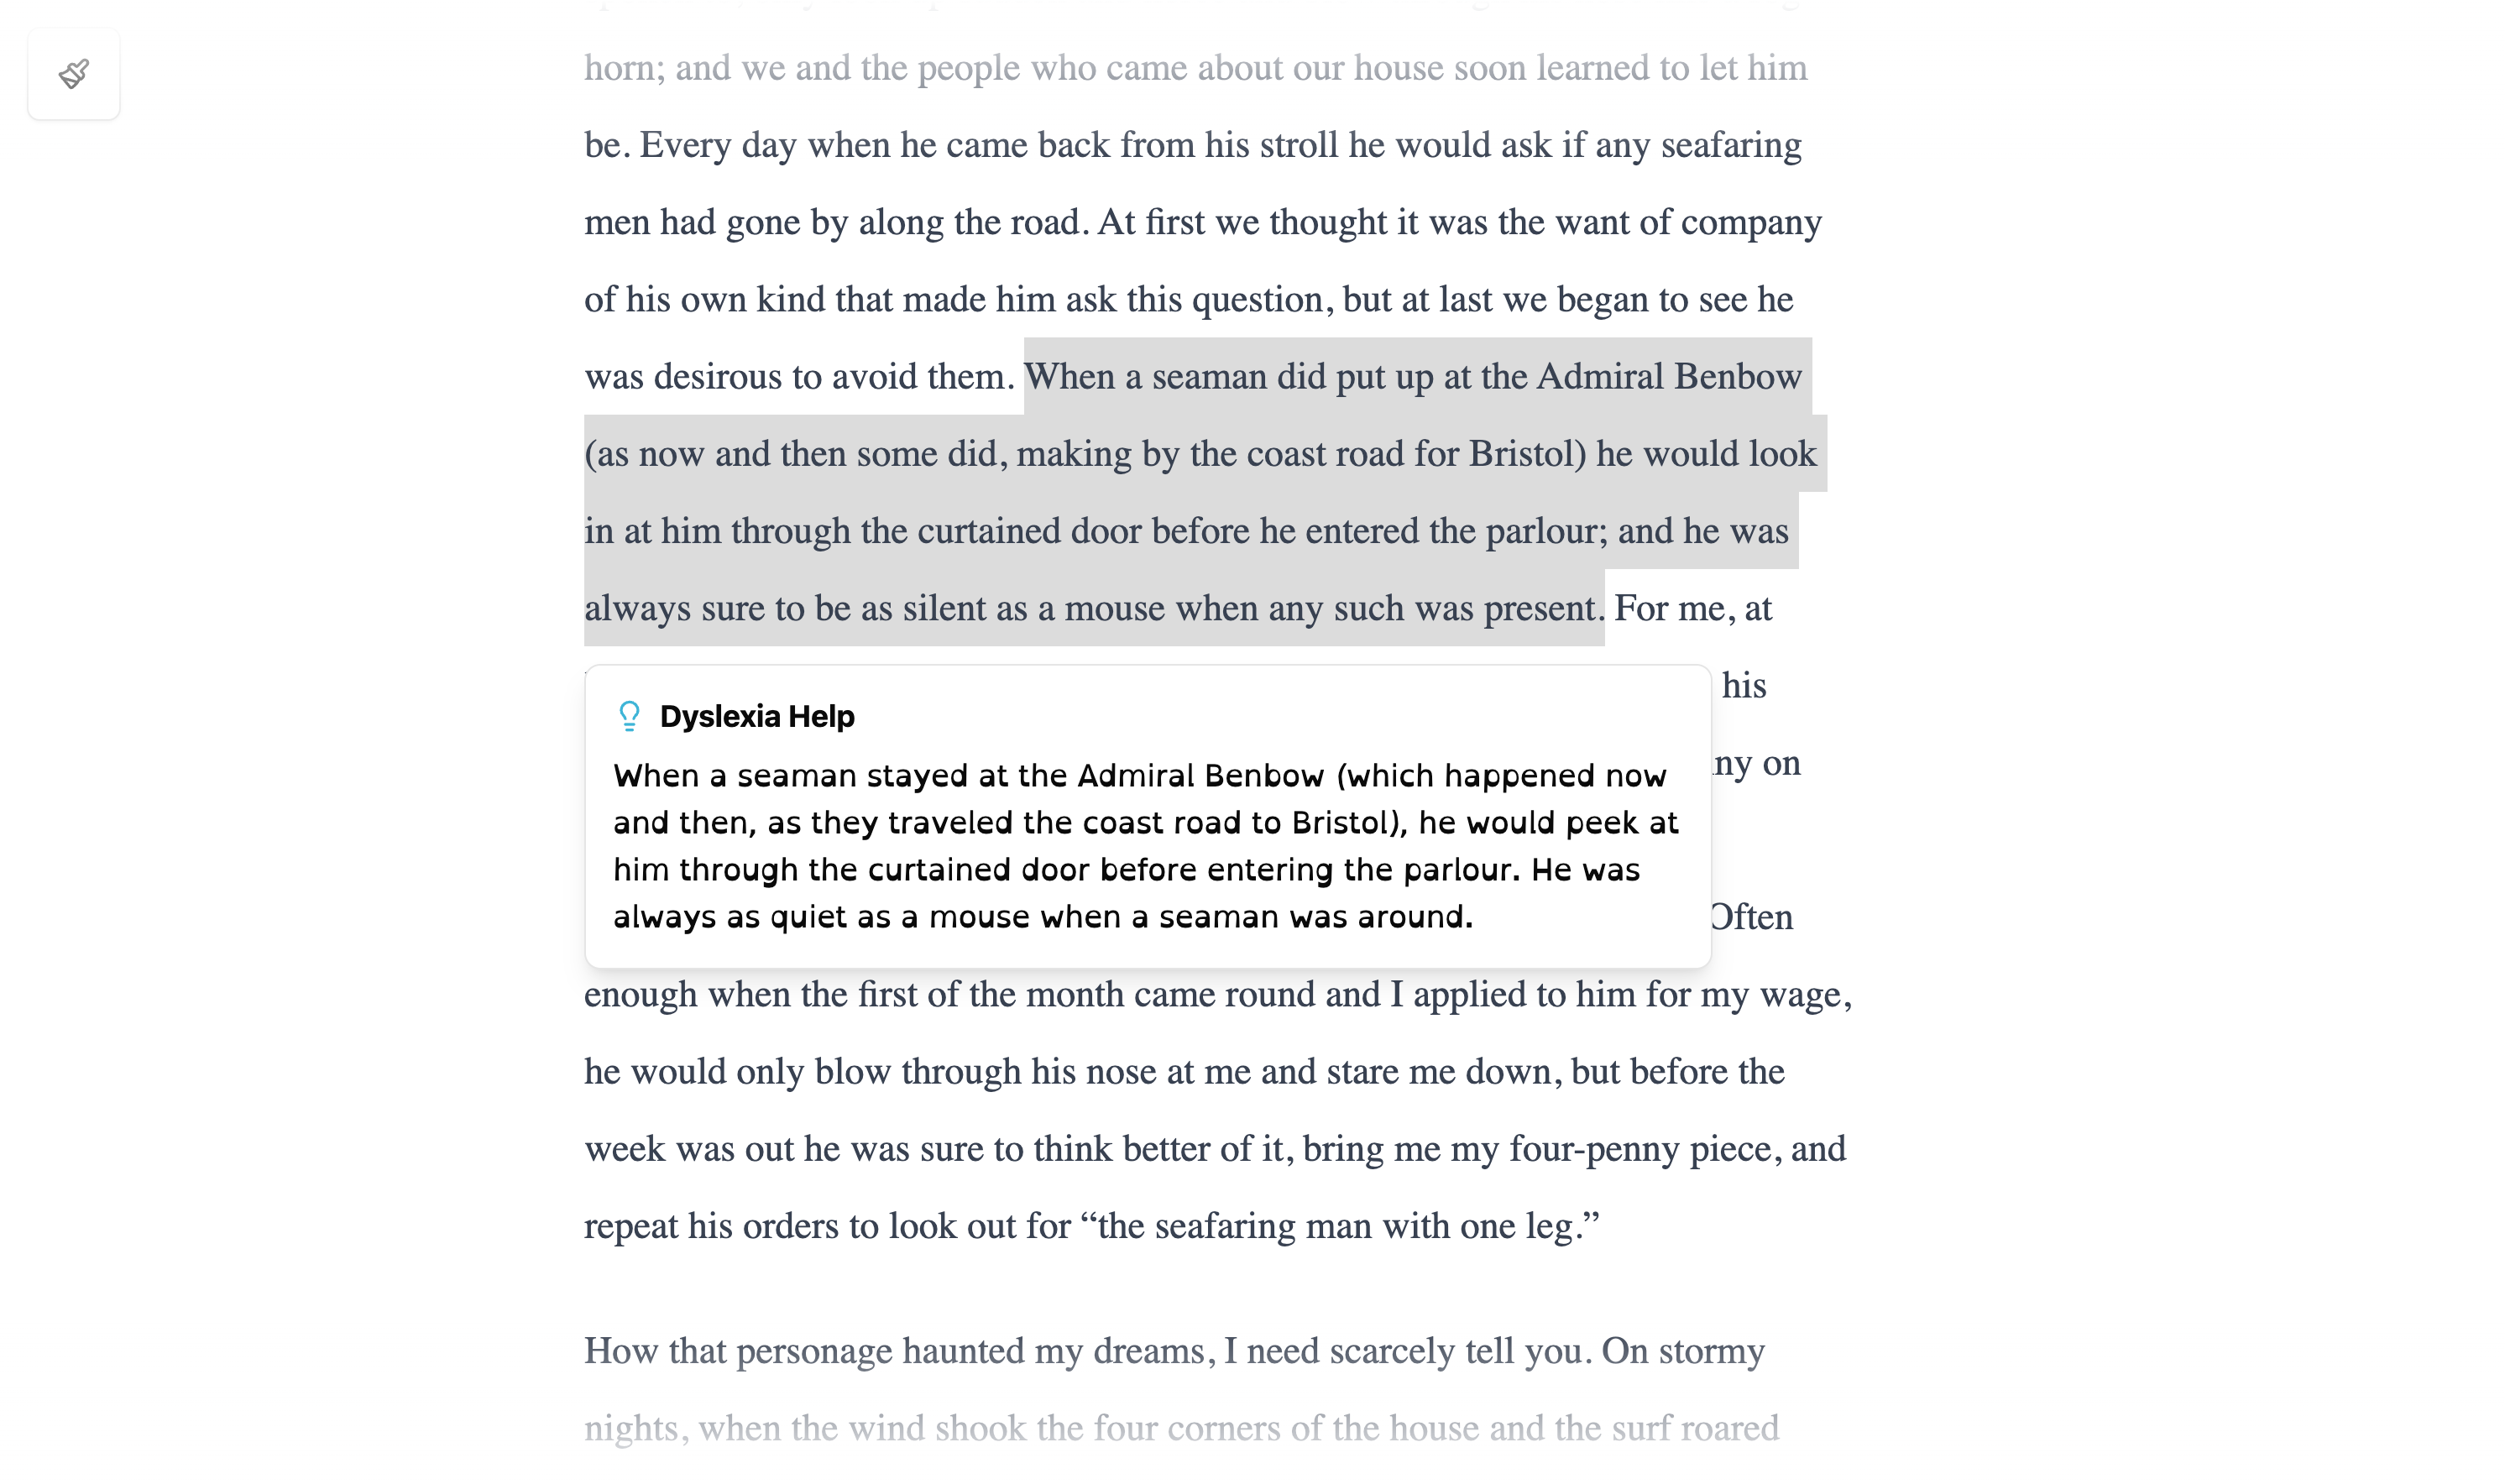 horn; and we and the people who came about our house soon learned to let him
be. Every day when he came back from his stroll he would ask if any seafaring
men had gone by along the road. At first we thought it was the want of company
of his own kind that made him ask this question, but at last we began to see he
was desirous to avoid them. When a seaman did put up at the Admiral Benbow
(as now and then some did, making by the coast road for Bristol) he would look
in at him through the curtained door before he entered the parlour; and he was
always sure to be as silent as a mouse when any such was present. For me, at
his
Dyslexia Help
When a seaman stayed at the Admiral Benbow (which happened now
and then, as they traveled the coast road to Bristol), he would peek at
him through the curtained door before entering the parlour. He was
always as quiet as a mouse when a seaman was around.
on
Often
enough when the first of the month came round and I applied to him for my wage,
he would only blow through his nose at me and stare me down, but before the
week was out he was sure to think better of it, bring me my four-penny piece, and
repeat his orders to look out for “the seafaring man with one leg.”
How that personage haunted my dreams, I need scarcely tell you. On stormy
nights, when the wind shook the four corners of the house and the surf roared